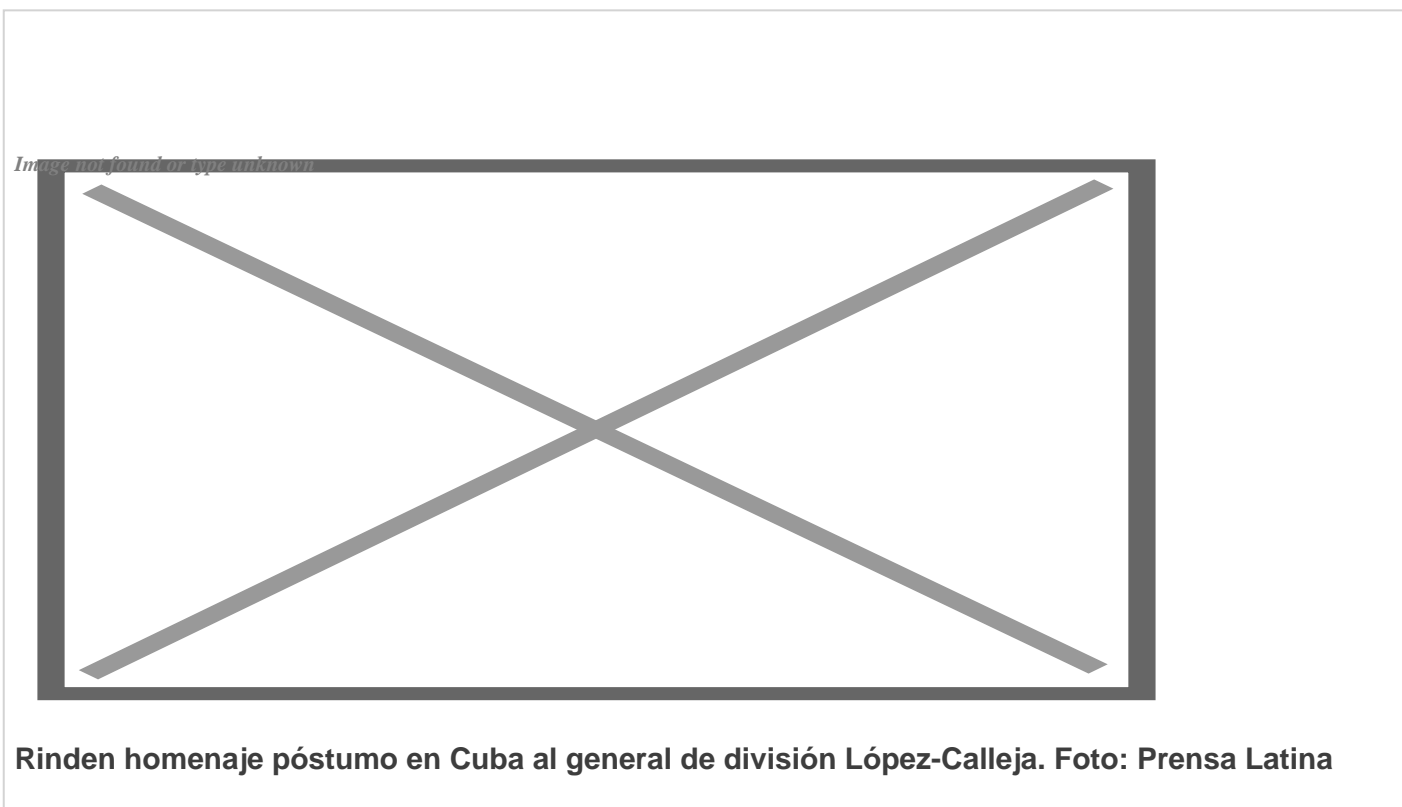 Image not found or type unknown
Rinden homenaje póstumo en Cuba al general de división López-Calleja. Foto: Prensa Latina